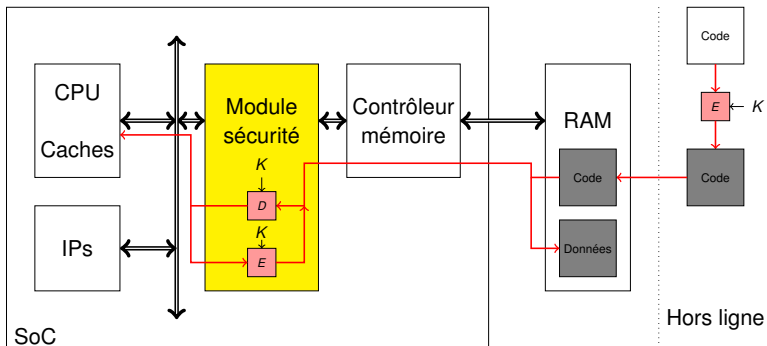 CPU
Caches
IPs
SoC
Module
sécurité
K
D
K
E
Contrôleur
mémoire
RAM
Code
Données
Code
E
K
Code
Hors ligne